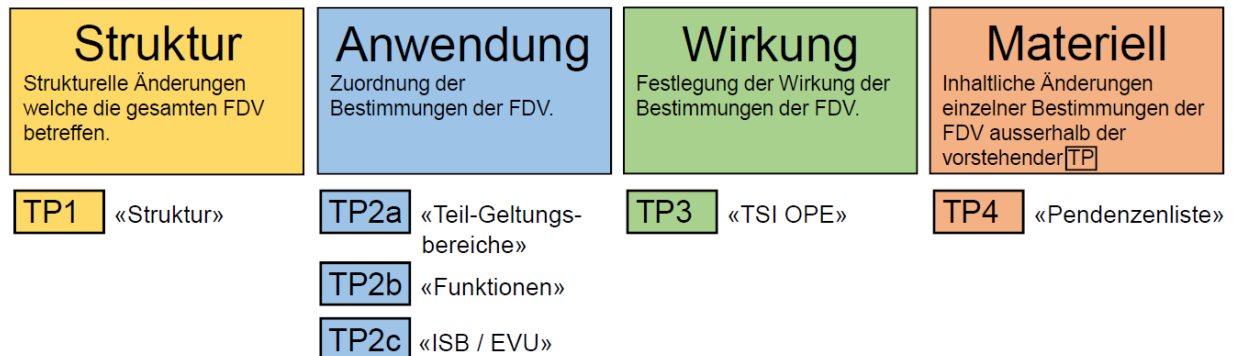 Struktur
Strukturelle Änderungen
welche die gesamten FDV
betreffen.
TP1 «Struktur»
Anwendung
Zuordnung der
Bestimmungen der FDV.
TP2a «Teil-Geltungs-
bereiche»
TP2b «Funktionen»
TP2c «ISB / EVU»
Wirkung
Festlegung der Wirkung der
Bestimmungen der FDV.
TP3 «TSI OPE»
Materiell
Inhaltliche Änderungen
einzelner Bestimmungen der
FDV ausserhalb der
vorstehender TP
TP4 «Pendenzenliste»